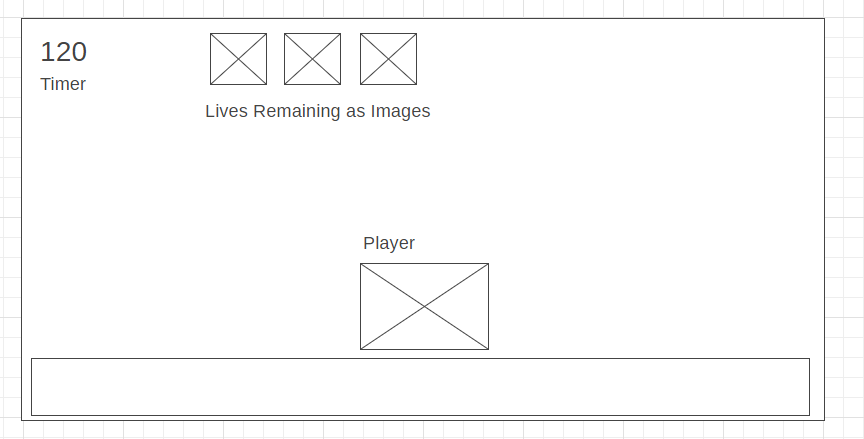 120
Timer
Lives Remaining as Images
Player